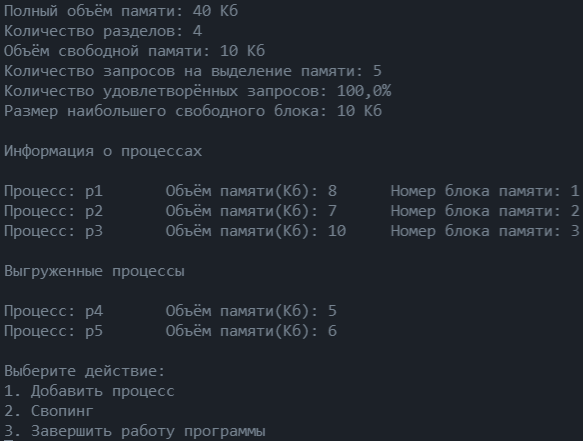 Полный объём памяти: 40 Кб
Количество разделов: 4
Объём свободной памяти: 10 Кб
Количество запросов на выделение памяти: 5
Количество удовлетворённых запросов: 100,0%
Размер наибольшего свободного блока: 10 Кб
Информация о процессах
Процесс: p1 Объём памяти(Кб): 8 Номер блока памяти: 1
Процесс: p2 Объём памяти(Кб): 7 Номер блока памяти: 2
Процесс: p3 Объём памяти(Кб): 10 Номер блока памяти: 3
Выгруженные процессы
Процесс: p4 Объём памяти(Кб): 5
Процесс: p5 Объём памяти(Кб): 6
Выберите действие:
1. Добавить процесс
2. Свопинг
3. Завершить работу программы